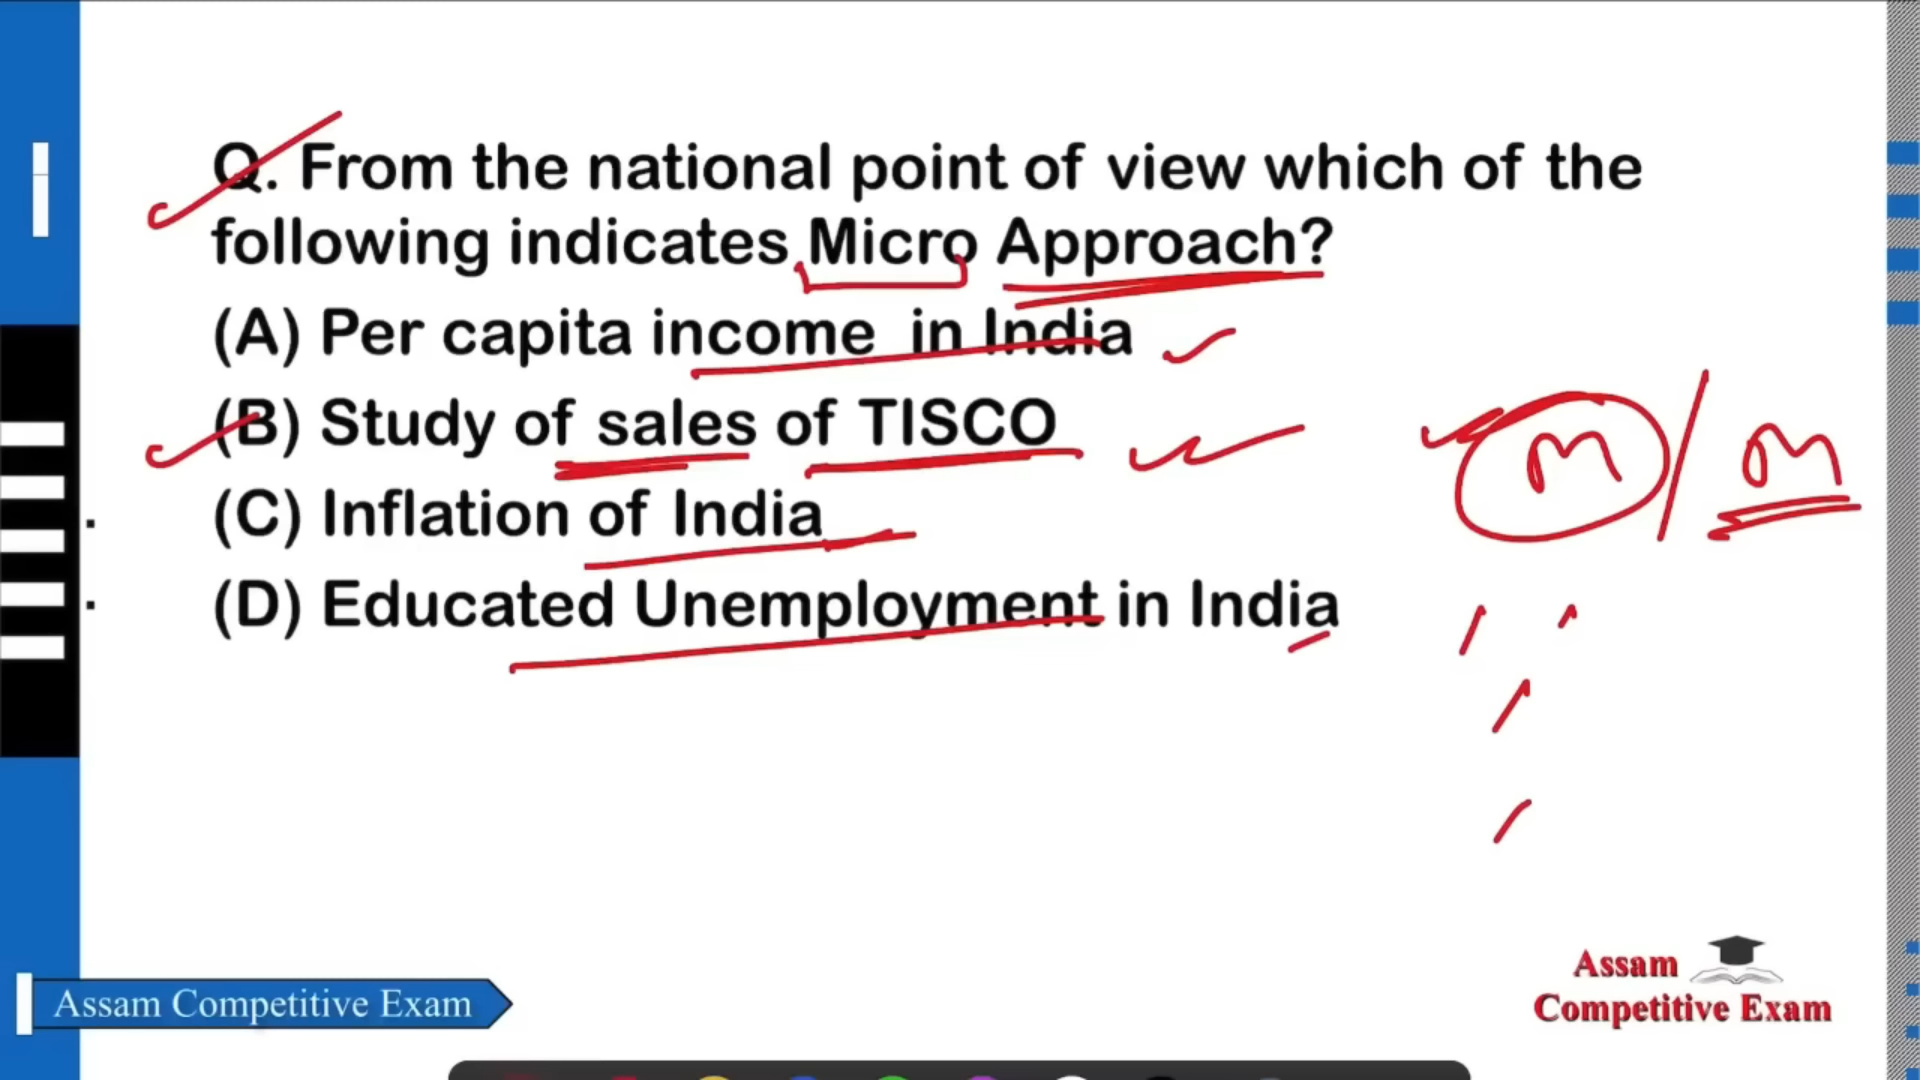 Q. From the national point of view which of the
following indicates Micro Approach?
(A) Per capita income in India
(B) Study of sales of TISCO
(C) Inflation of India
(D) Educated Unemployment in India
m / m
Assam Competitive Exam
Assam
Competitive Exam